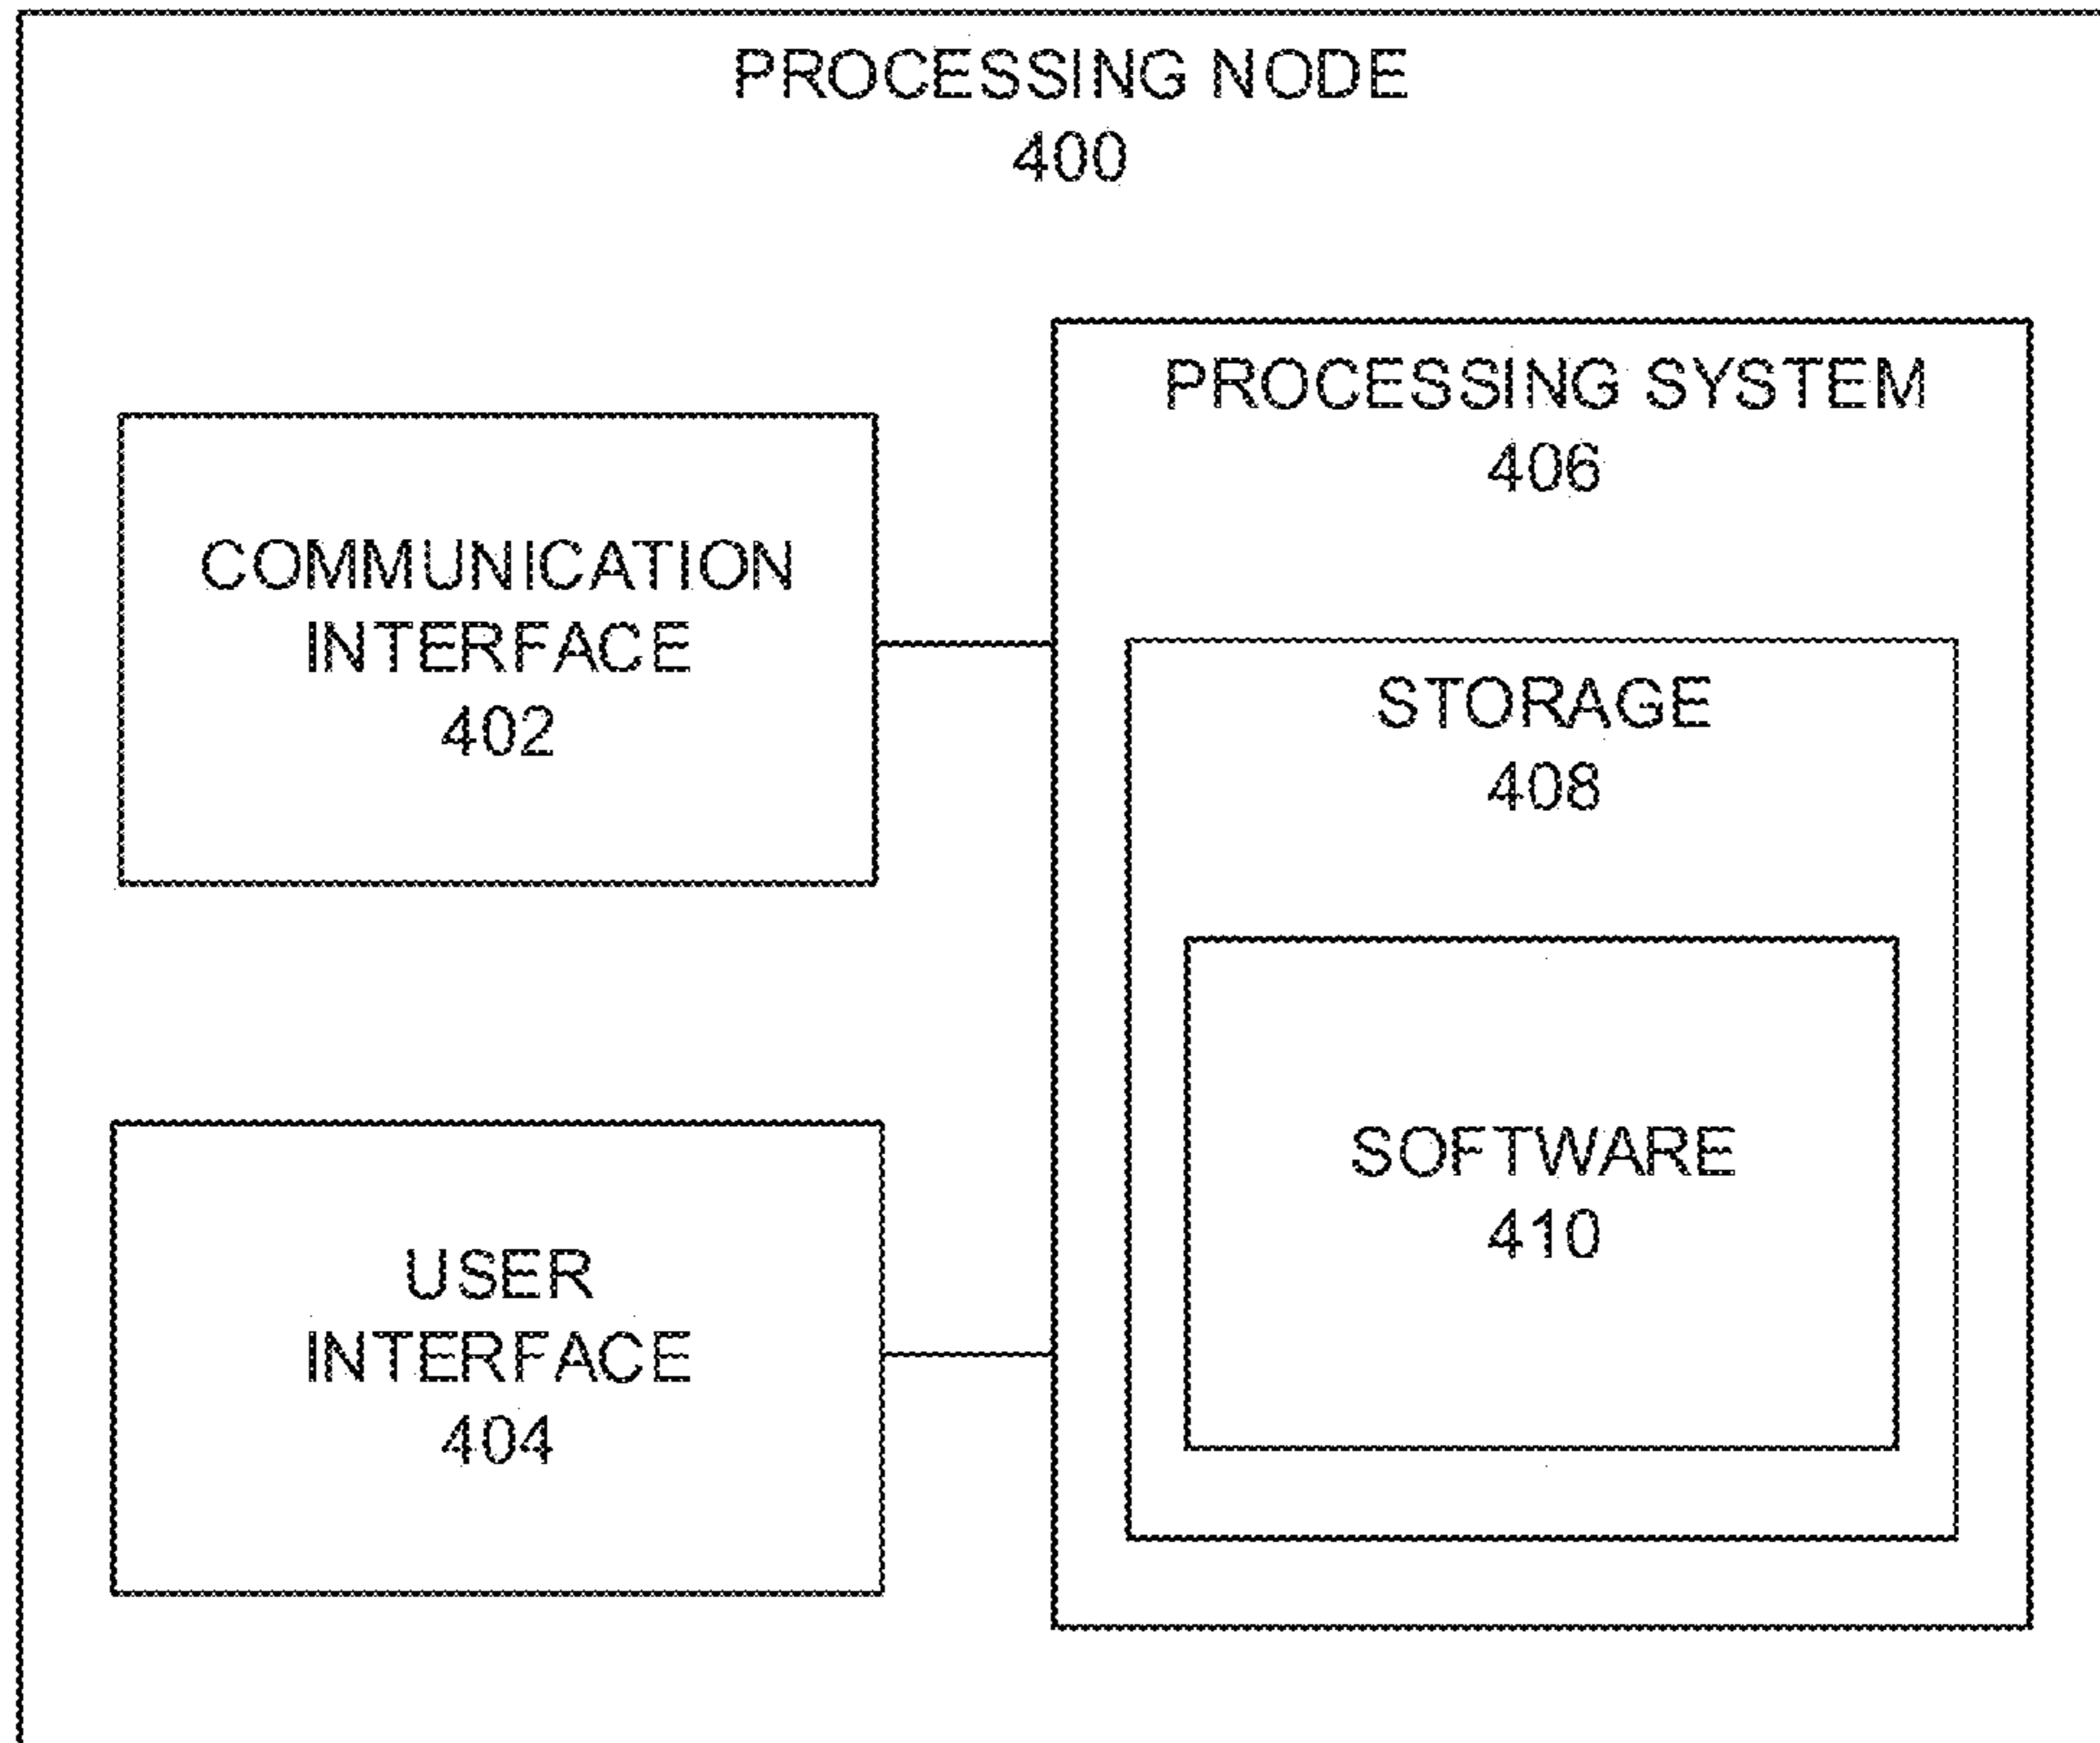 PROCESSING NODE
400
PROCESSING SYSTEM
406
COMMUNICATION
INTERFACE
402
STORAGE
408
SOFTWARE
410
USER
INTERFACE
404